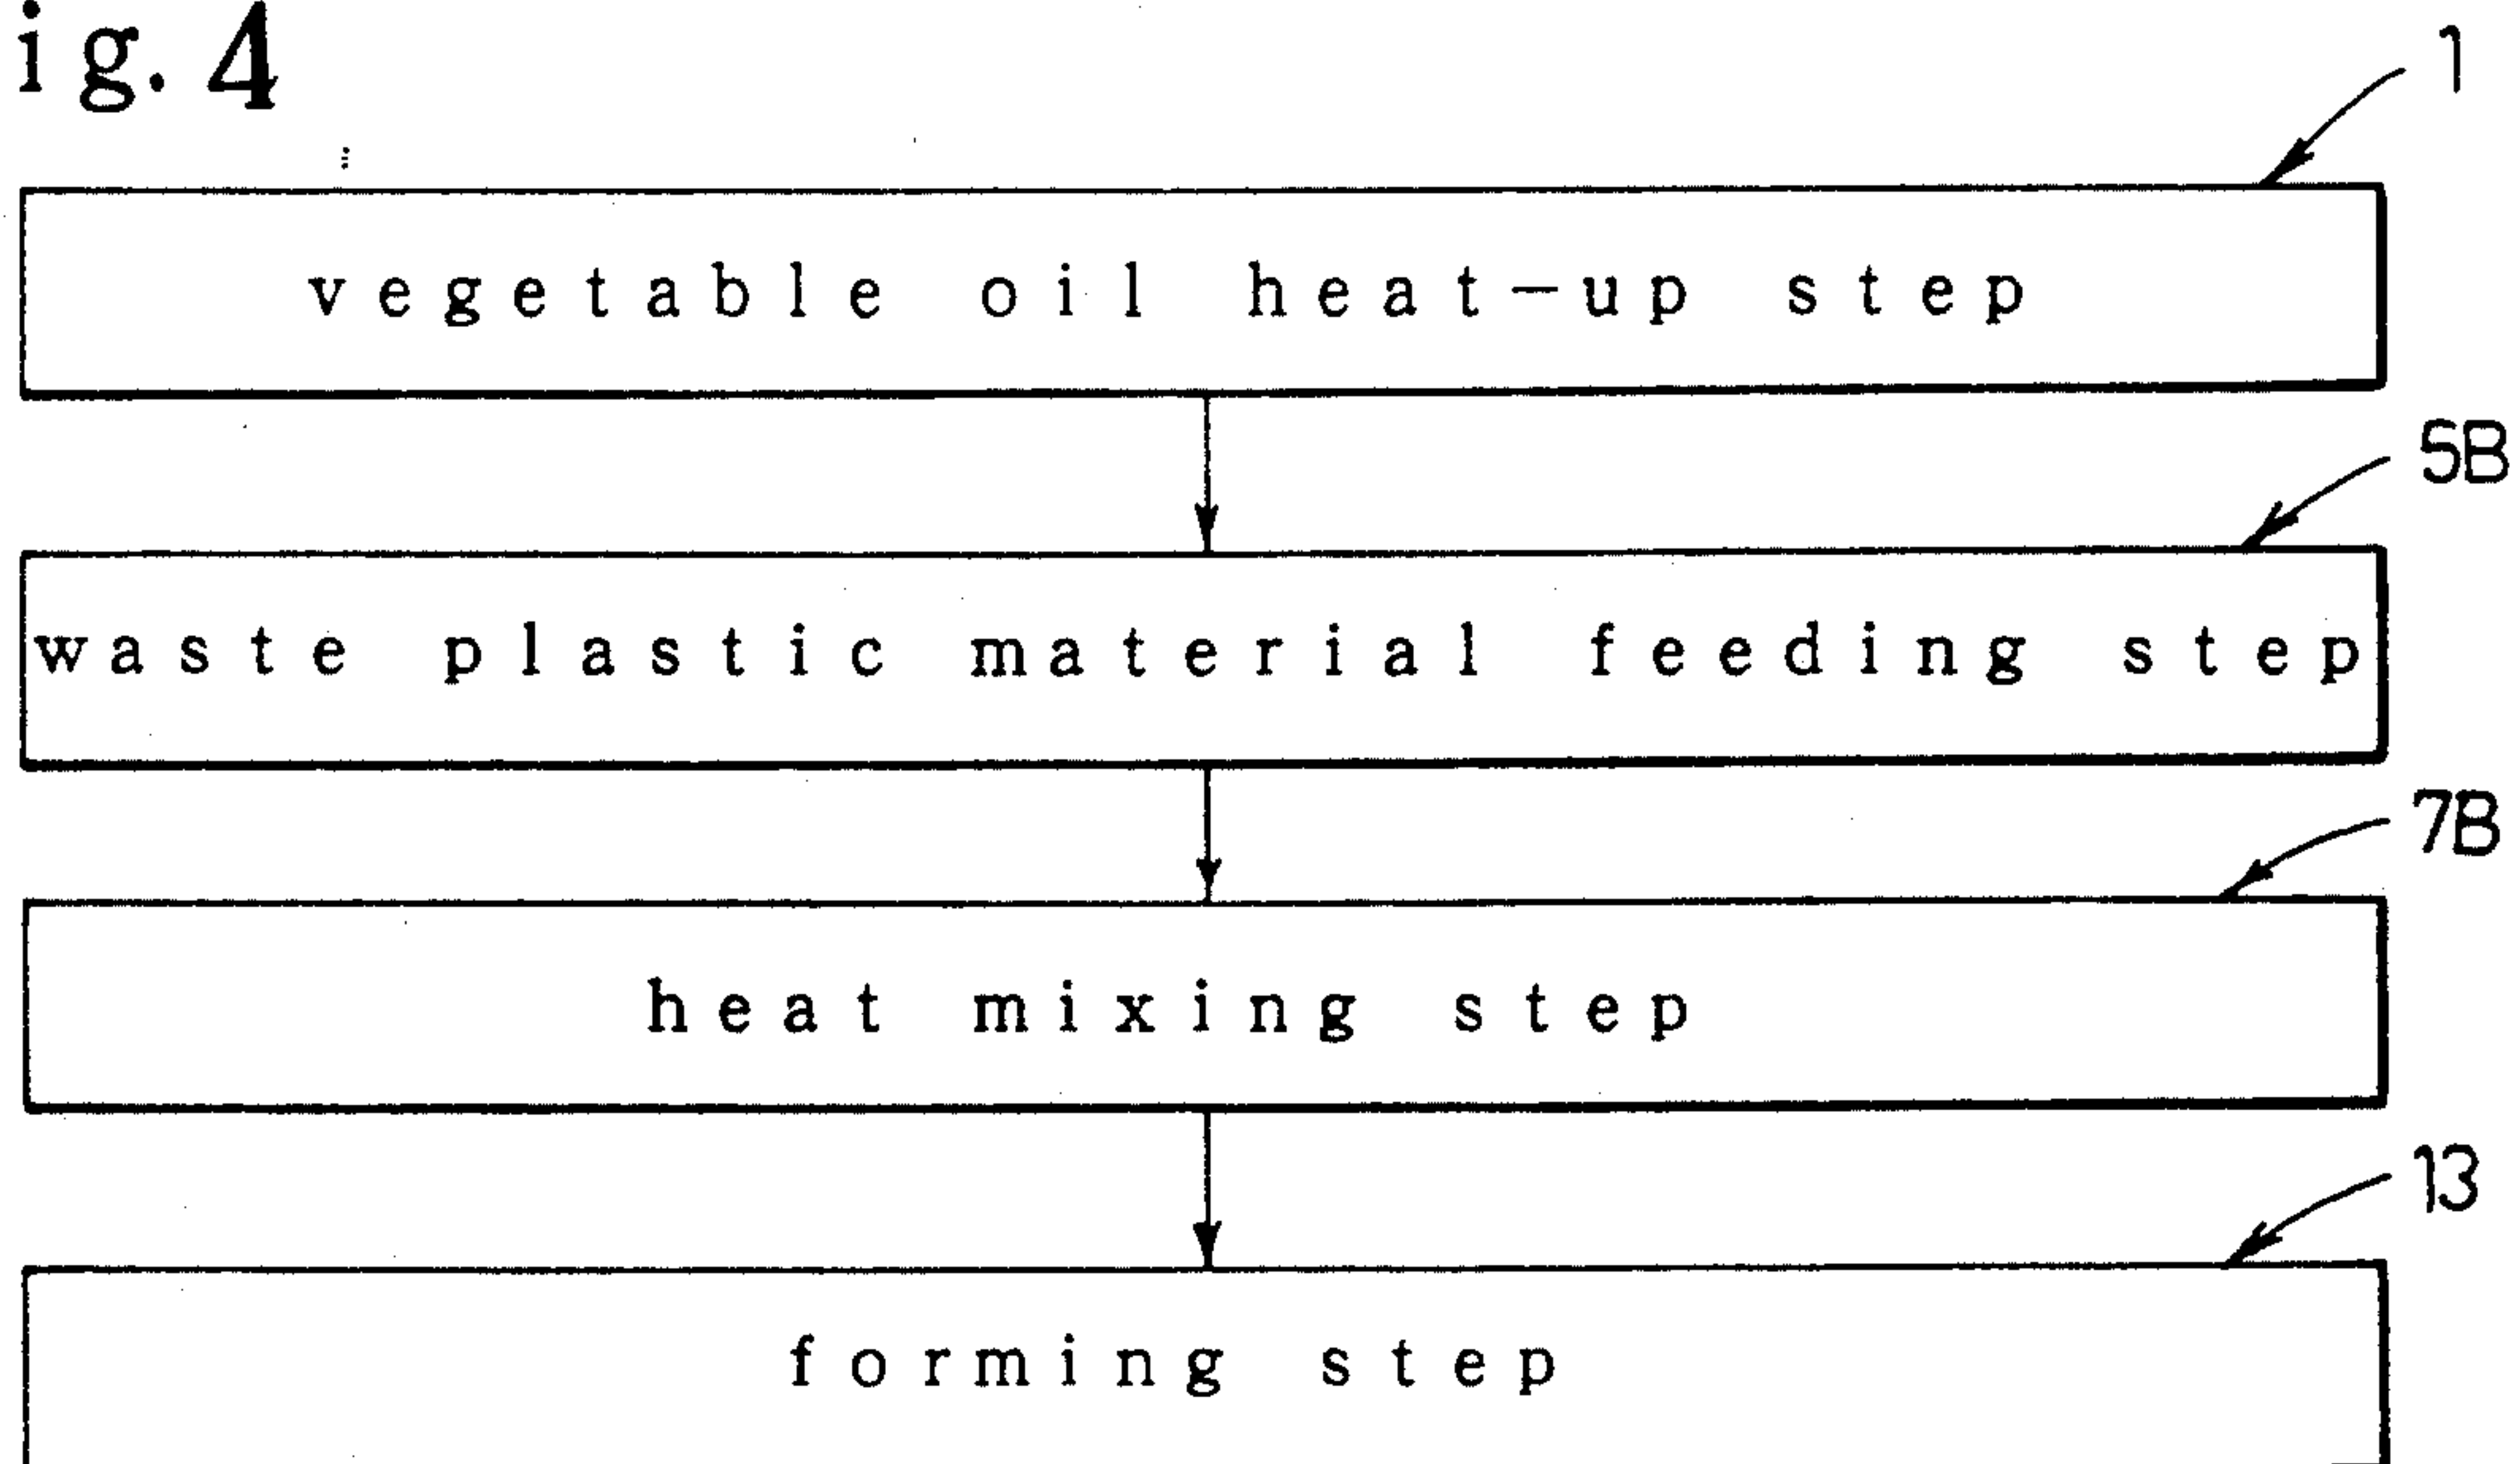 ig. 4
1
vegetable oil heat-up step
5B
waste plastic material feeding step
7B
heat mixing step
13
forming step